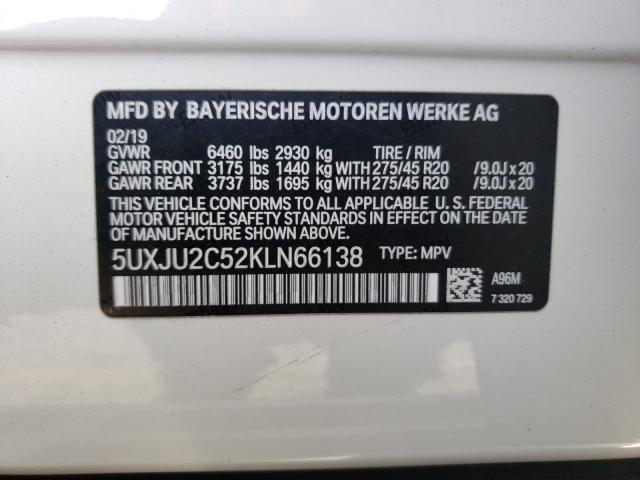 MFD BY BAYERISCHE MOTOREN WERKE AG
02/19
GVWR 6460 lbs 2930 kg TIRE / RIM
GAWR FRONT 3175 lbs 1440 kg WITH 275/45 R20 /9.0J x 20
GAWR REAR 3737 lbs 1695 kg WITH 275/45 R20 /9.0J x 20
THIS VEHICLE CONFORMS TO ALL APPLICABLE U. S. FEDERAL
MOTOR VEHICLE SAFETY STANDARDS IN EFFECT ON THE DATE
OF MANUFACTURE SHOWN ABOVE.
5UXJU2C52KLN66138 TYPE: MPV
A96M
7 320 729